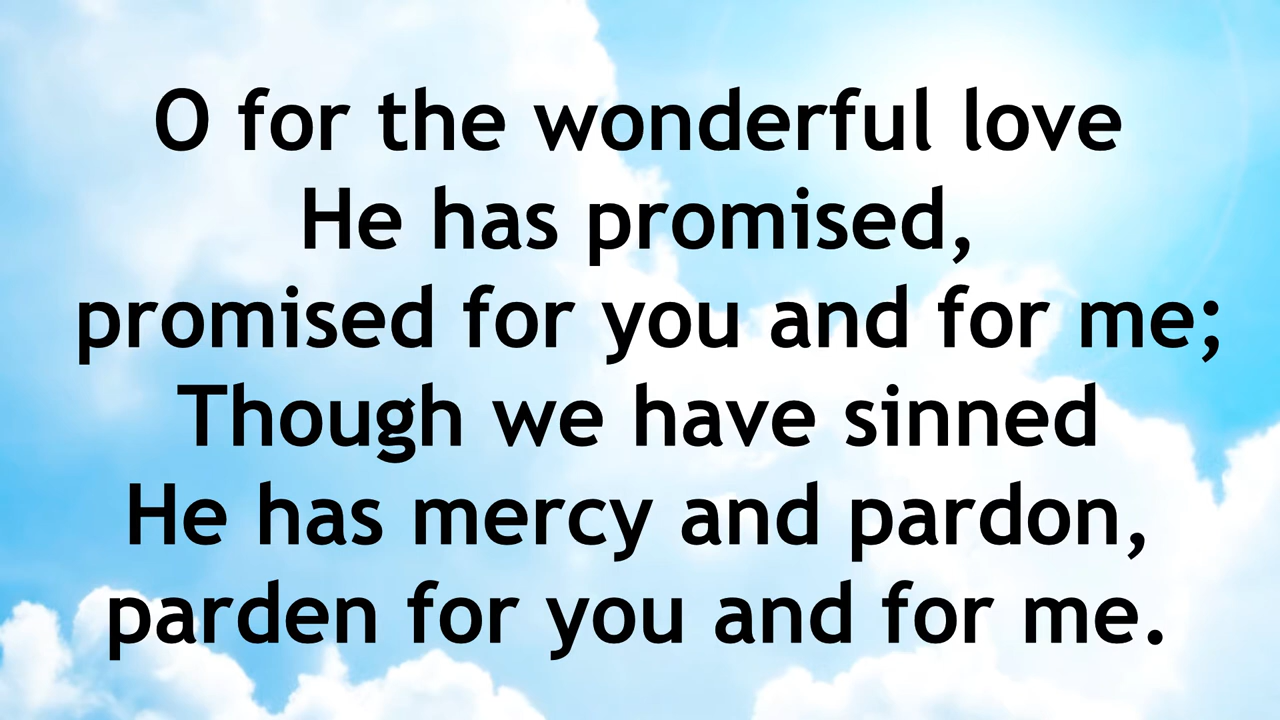 O for the wonderful love
He has promised,
promised for you and for me;
Though we have sinned
He has mercy and pardon,
parden for you and for me.